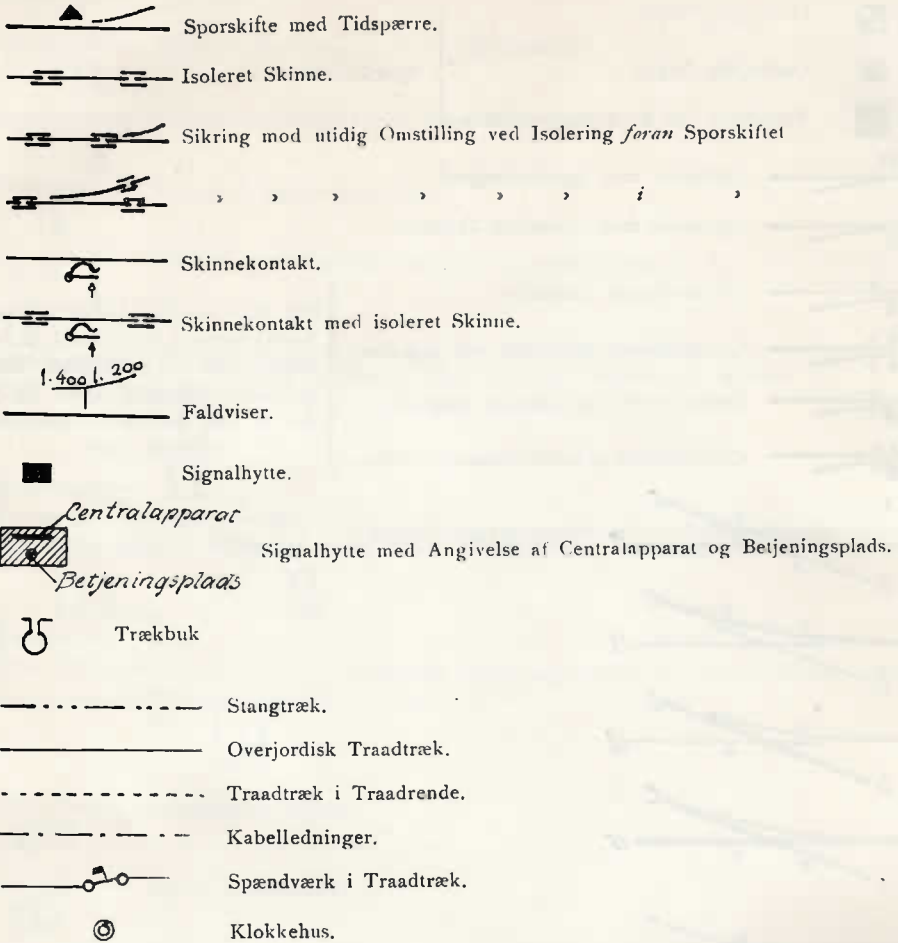 Sporskifte med Tidspærre.
Isoleret Skinne.
Sikring mod utidig Omstilling ved Isolering foran Sporskiftet
› › › › › › i ›
Skinnekontakt.
Skinnekontakt med isoleret Skinne.
1.400 1.200
Faldviser.
Signalhytte.
Centralapparat
Signalhytte med Angivelse af Centralapparat og Betjeningsplads.
Betjeningsplads
Trækbuk
Stangtræk.
Overjordisk Traadtræk.
Traadtræk i Traadrende.
Kabelledninger.
Spændværk i Traadtræk.
Klokkehus.